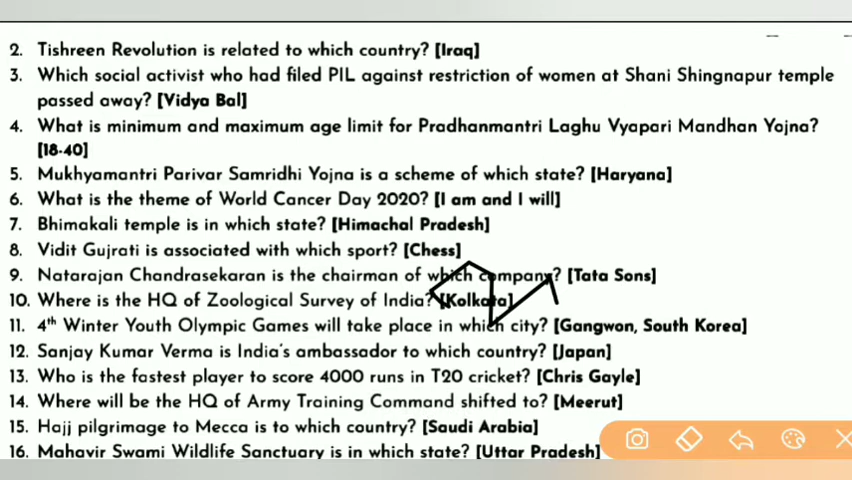 2. Tishreen Revolution is related to which country? [Iraq]
3. Which social activist who had filed PIL against restriction of women at Shani Shingnapur temple
passed away? [Vidya Bal]
4. What is minimum and maximum age limit for Pradhanmantri Laghu Vyapari Mandhan Yojna?
[18-40]
5. Mukhyamantri Parivar Samridhi Yojna is a scheme of which state? [Haryana]
6. What is the theme of World Cancer Day 2020? [I am and I will]
7. Bhimakali temple is in which state? [Himachal Pradesh]
8. Vidit Gujrati is associated with which sport? [Chess]
9. Natarajan Chandrasekaran is the chairman of which company? [Tata Sons]
10. Where is the HQ of Zoological Survey of India? [Kolkata]
11. 4th Winter Youth Olympic Games will take place in which city? [Gangwon, South Korea]
12. Sanjay Kumar Verma is India's ambassador to which country? [Japan]
13. Who is the fastest player to score 4000 runs in T20 cricket? [Chris Gayle]
14. Where will be the HQ of Army Training Command shifted to? [Meerut]
15. Hajj pilgrimage to Mecca is to which country? [Saudi Arabia]
16. Mahavir Swami Wildlife Sanctuary is in which state? [Uttar Pradesh]